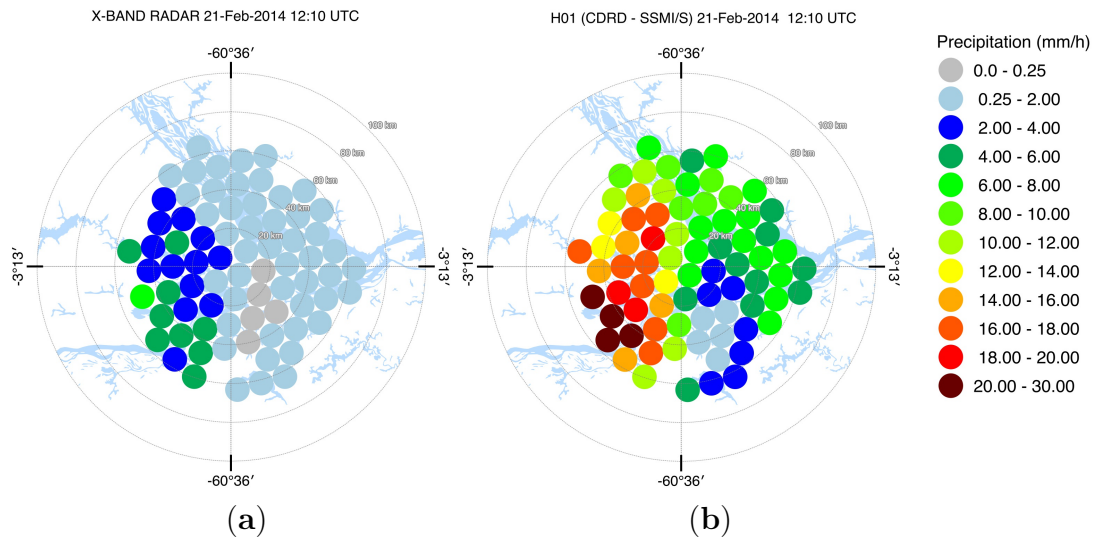 X-BAND RADAR 21-Feb-2014 12:10 UTC
-60°36′
100 km
80 km
60 km
40 km
20 km
-3°13′
-3°13′
-60°36′
(a)
H01 (CDRD - SSMI/S) 21-Feb-2014 12:10 UTC
-60°36′
100 km
80 km
60 km
40 km
20 km
-3°13′
-3°13′
-60°36′
(b)
Precipitation (mm/h)
0.0 - 0.25
0.25 - 2.00
2.00 - 4.00
4.00 - 6.00
6.00 - 8.00
8.00 - 10.00
10.00 - 12.00
12.00 - 14.00
14.00 - 16.00
16.00 - 18.00
18.00 - 20.00
20.00 - 30.00